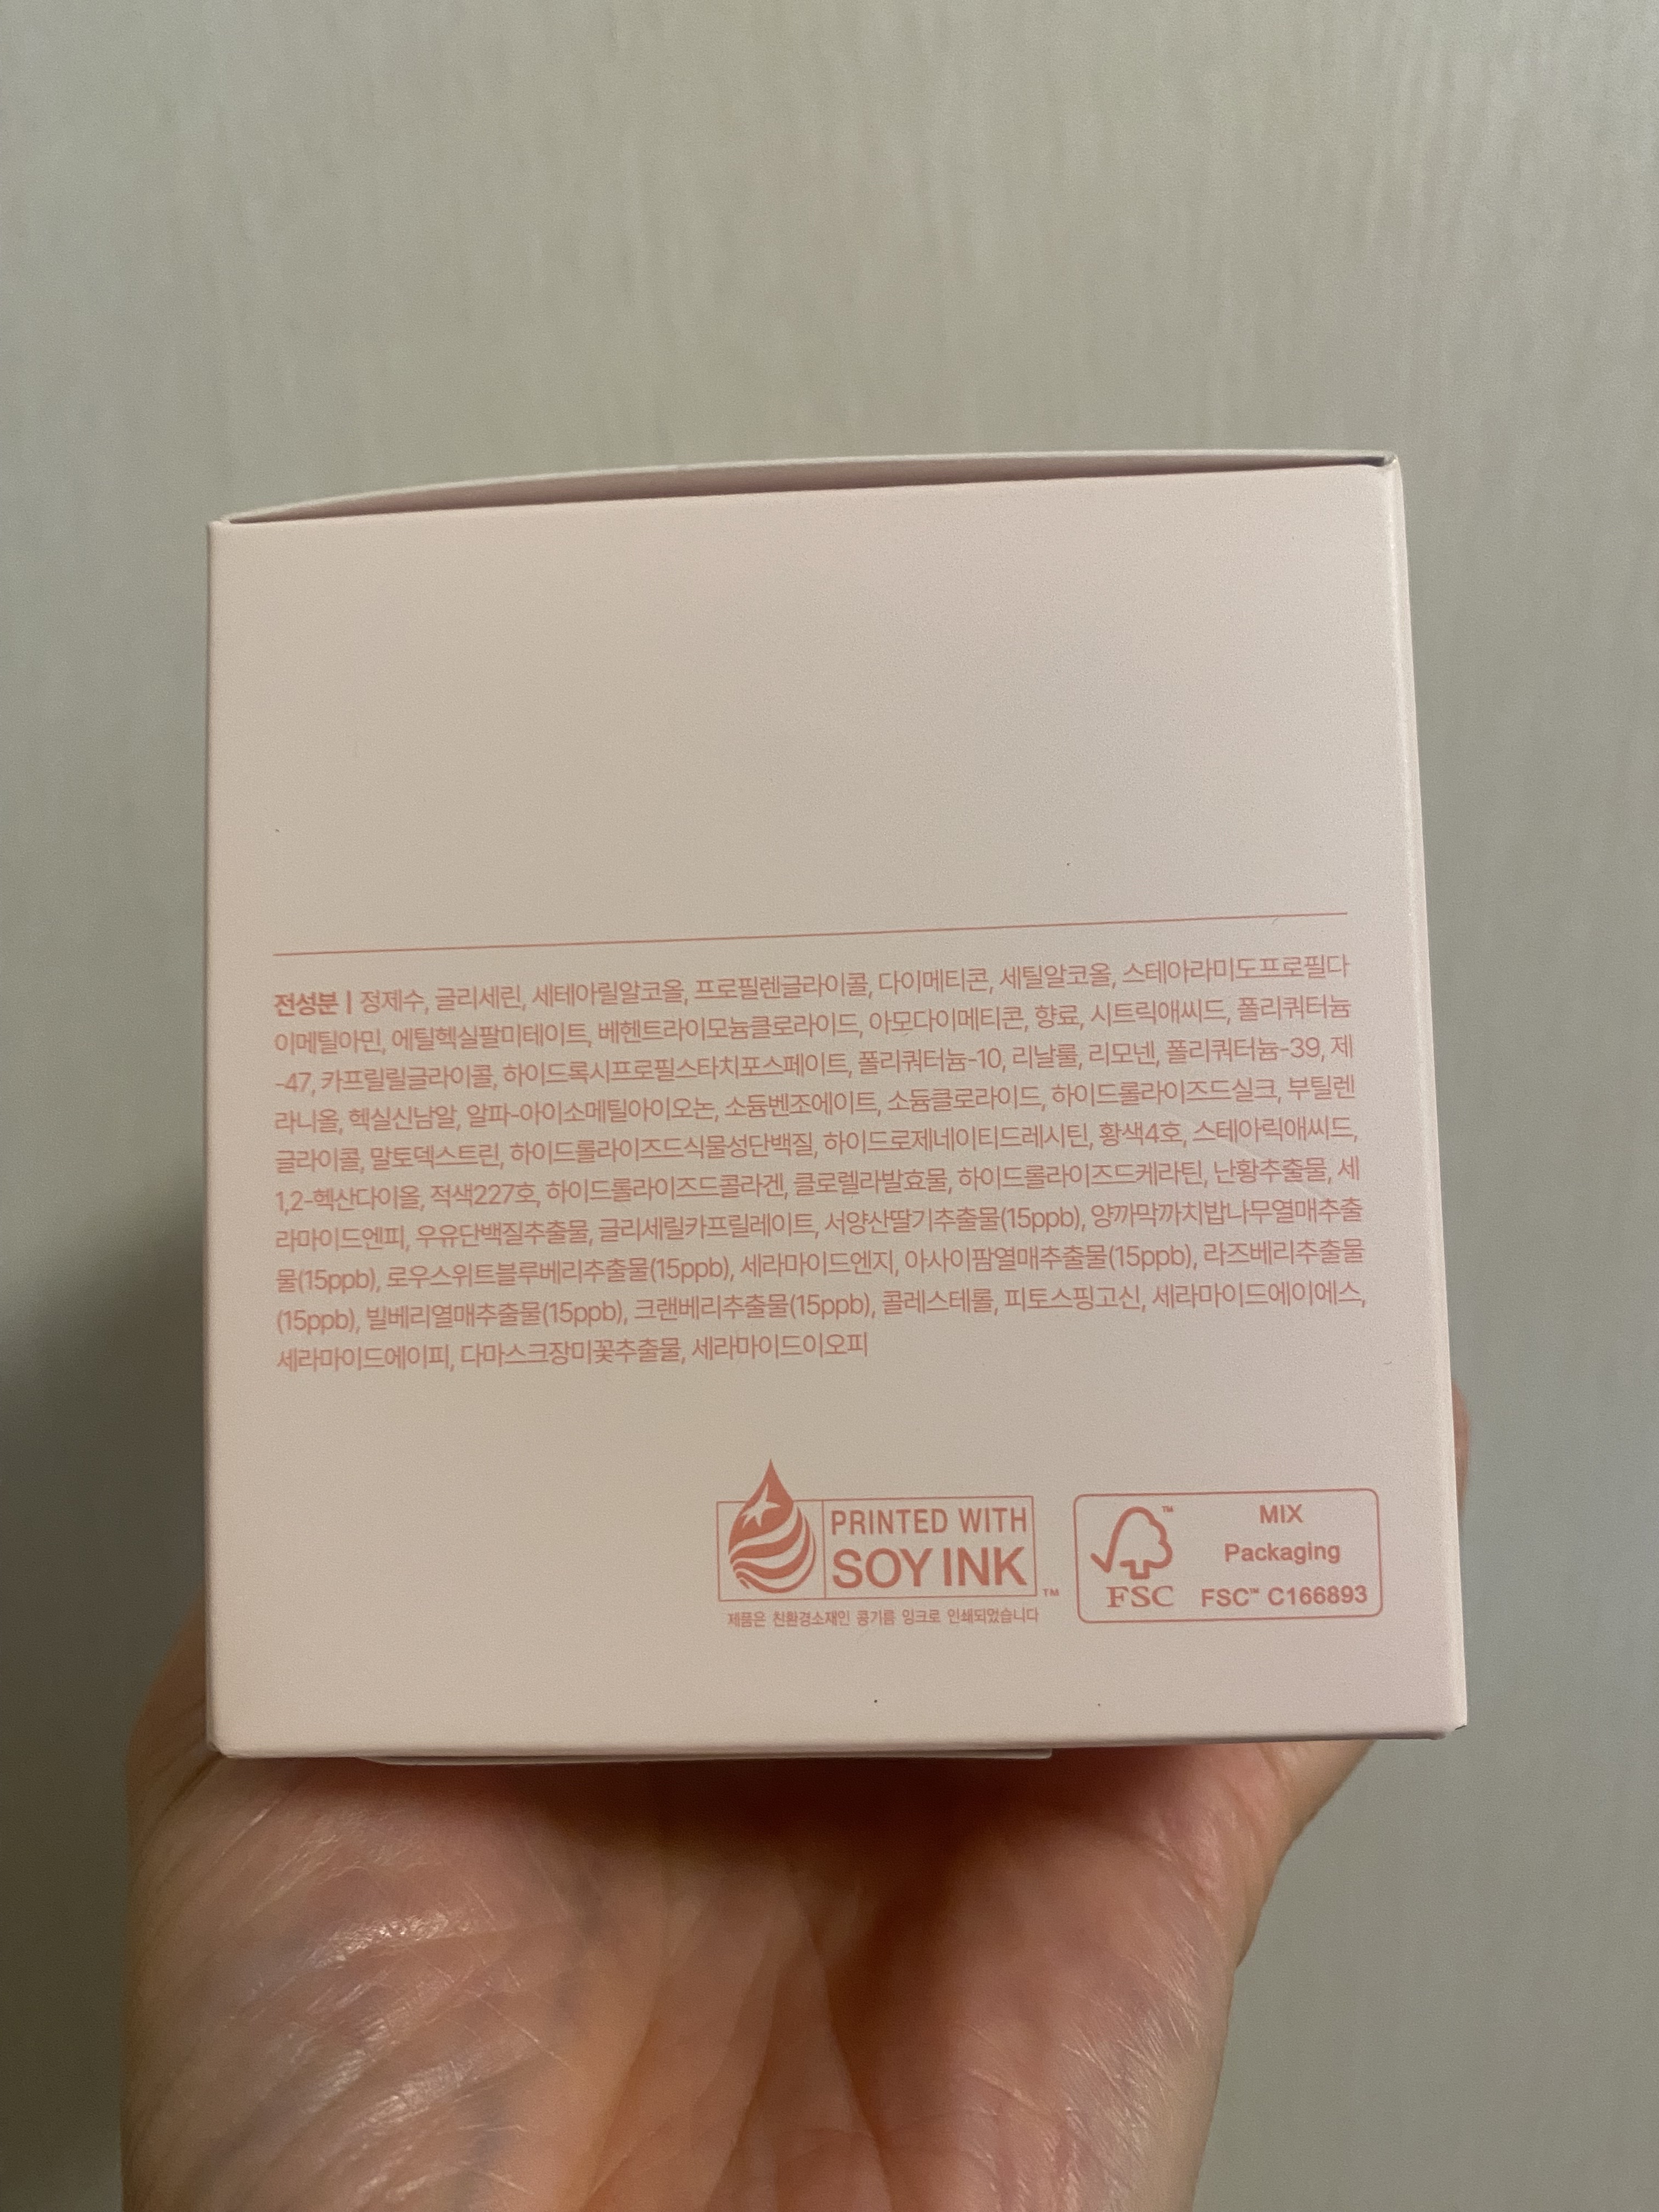 전성분 | 정제수, 글리세린, 세테아릴알코올, 프로필렌글라이콜, 다이메티콘, 세틸알코올, 스테아라미도프로필다
이메틸아민, 에틸헥실팔미테이트, 베헨트라이모늄클로라이드, 아모다이메티콘, 향료, 시트릭애씨드, 폴리쿼터늄
-47, 카프릴릴글라이콜, 하이드록시프로필스타치포스페이트, 폴리쿼터늄-10, 리날룰, 리모넨, 폴리쿼터늄-39, 제
라니올, 헥실신남알, 알파-아이소메틸아이오논, 소듐벤조에이트, 소듐클로라이드, 하이드롤라이즈드실크, 부틸렌
글라이콜, 말토덱스트린, 하이드롤라이즈드식물성단백질, 하이드로제네이티드레시틴, 황색4호, 스테아릭애씨드,
1,2-헥산다이올, 적색227호, 하이드롤라이즈드콜라겐, 클로렐라발효물, 하이드롤라이즈드케라틴, 난황추출물, 세
라마이드엔피, 우유단백질추출물, 글리세릴카프릴레이트, 서양산딸기추출물(15ppb), 양까막까치밥나무열매추출
물(15ppb), 로우스위트블루베리추출물(15ppb), 세라마이드엔지, 아사이팜열매추출물(15ppb), 라즈베리추출물
(15ppb), 빌베리열매추출물(15ppb), 크랜베리추출물(15ppb), 콜레스테롤, 피토스핑고신, 세라마이드에이에스,
세라마이드에이피, 다마스크장미꽃추출물, 세라마이드이오피
PRINTED WITH
SOY INK™
제품은 친환경소재인 콩기름 잉크로 인쇄되었습니다
™
FSC
MIX
Packaging
FSC™ C166893